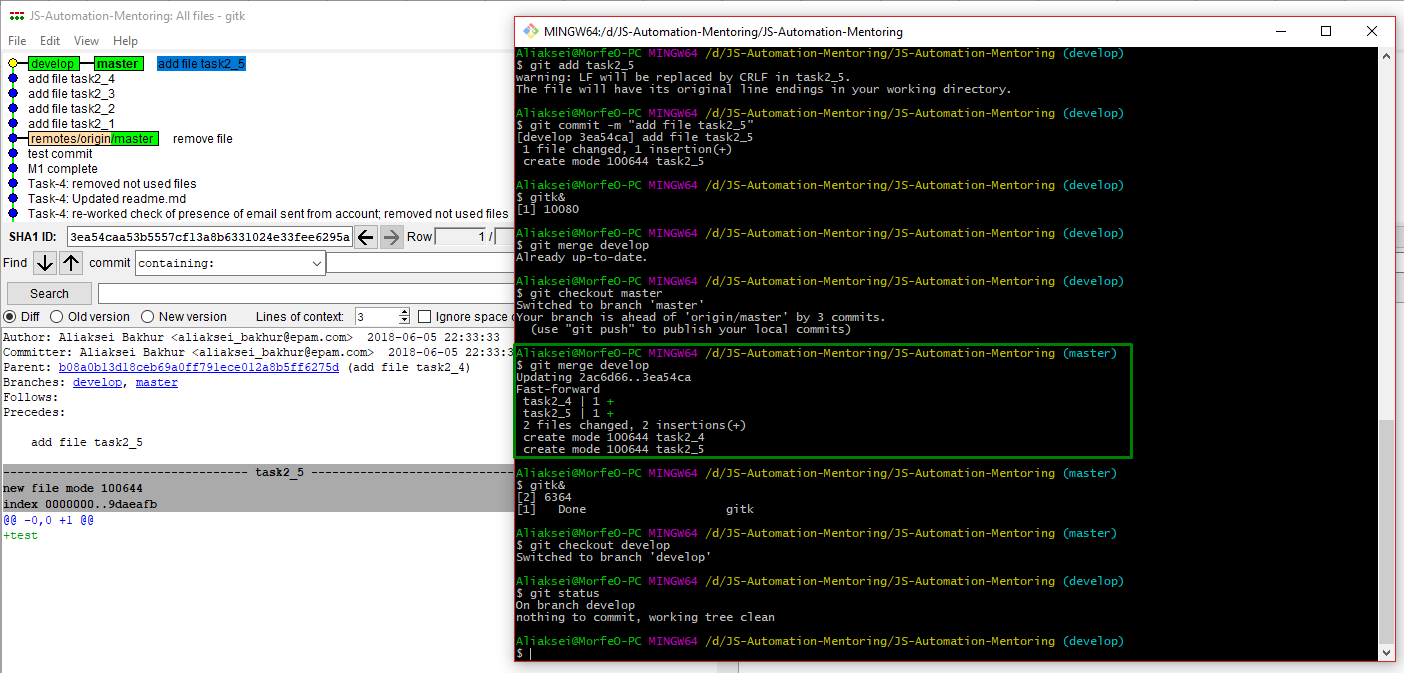 JS-Automation-Mentoring: All files - gitk
File Edit View Help
develop master add file task2_5
add file task2_4
add file task2_3
add file task2_2
add file task2_1
remotes/origin/master remove file
test commit
M1 complete
Task-4: removed not used files
Task-4: Updated readme.md
Task-4: re-worked check of presence of email sent from account; removed not used files
SHA1 ID: 3ea54caa53b5557cf13a8b6331024e33fee6295a Row 1 /
Find commit containing:
Search
Diff Old version New version Lines of context: 3 Ignore space c
Author: Aliaksei Bakhur <aliaksei_bakhur@epam.com> 2018-06-05 22:33:33
Committer: Aliaksei Bakhur <aliaksei_bakhur@epam.com> 2018-06-05 22:33:3
Parent: b08a0b13d18ceb69a0ff791ece012a8b5ff6275d (add file task2_4)
Branches: develop, master
Follows:
Precedes:
add file task2_5
-------------------------------- task2_5 ---------------------------
new file mode 100644
index 0000000..9daeafb
@@ -0,0 +1 @@
+test
MINGW64:/d/JS-Automation-Mentoring/JS-Automation-Mentoring
Aliaksei@MorfeO-PC MINGW64 /d/JS-Automation-Mentoring/JS-Automation-Mentoring (develop)
$ git add task2_5
warning: LF will be replaced by CRLF in task2_5.
The file will have its original line endings in your working directory.
Aliaksei@MorfeO-PC MINGW64 /d/JS-Automation-Mentoring/JS-Automation-Mentoring (develop)
$ git commit -m "add file task2_5"
[develop 3ea54ca] add file task2_5
1 file changed, 1 insertion(+)
create mode 100644 task2_5
Aliaksei@MorfeO-PC MINGW64 /d/JS-Automation-Mentoring/JS-Automation-Mentoring (develop)
$ gitk&
[1] 10080
Aliaksei@MorfeO-PC MINGW64 /d/JS-Automation-Mentoring/JS-Automation-Mentoring (develop)
$ git merge develop
Already up-to-date.
Aliaksei@MorfeO-PC MINGW64 /d/JS-Automation-Mentoring/JS-Automation-Mentoring (develop)
$ git checkout master
Switched to branch 'master'
Your branch is ahead of 'origin/master' by 3 commits.
(use "git push" to publish your local commits)
Aliaksei@MorfeO-PC MINGW64 /d/JS-Automation-Mentoring/JS-Automation-Mentoring (master)
$ git merge develop
Updating 2ac6d66..3ea54ca
Fast-forward
task2_4 | 1 +
task2_5 | 1 +
2 files changed, 2 insertions(+)
create mode 100644 task2_4
create mode 100644 task2_5
Aliaksei@MorfeO-PC MINGW64 /d/JS-Automation-Mentoring/JS-Automation-Mentoring (master)
$ gitk&
[2] 6364
[1] Done gitk
Aliaksei@MorfeO-PC MINGW64 /d/JS-Automation-Mentoring/JS-Automation-Mentoring (master)
$ git checkout develop
Switched to branch 'develop'
Aliaksei@MorfeO-PC MINGW64 /d/JS-Automation-Mentoring/JS-Automation-Mentoring (develop)
$ git status
On branch develop
nothing to commit, working tree clean
Aliaksei@MorfeO-PC MINGW64 /d/JS-Automation-Mentoring/JS-Automation-Mentoring (develop)
$